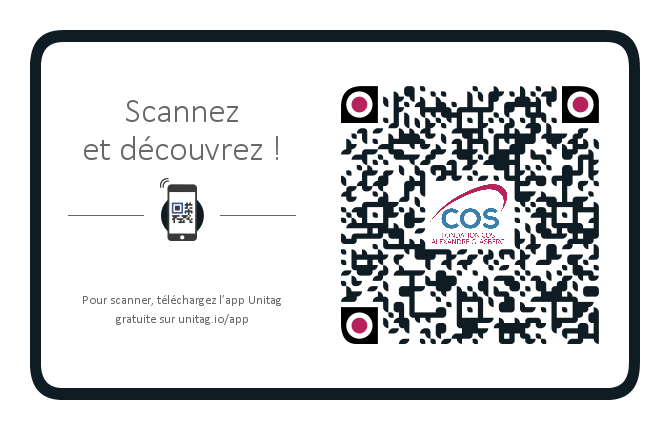 Scannez
et découvrez !
Pour scanner, téléchargez l'app Unitag
gratuite sur unitag.io/app
COS
FONDATION COS
ALEXANDRE GLASBERG